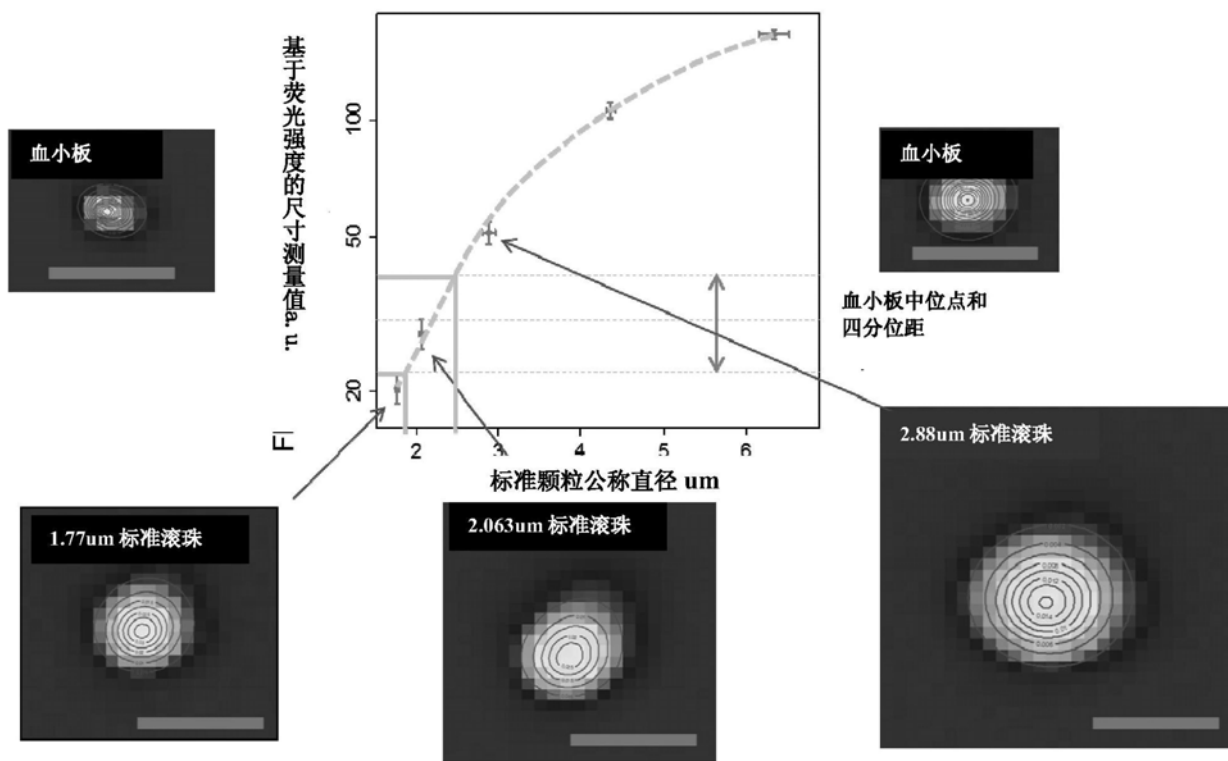 基于荧光强度的尺寸测量值a. u.
100
50
20
FI
2
3
4
5
6
标准颗粒公称直径 um
血小板
血小板
血小板中位点和
四分位距
1.77um 标准滚珠
2.063um 标准滚珠
2.88um 标准滚珠